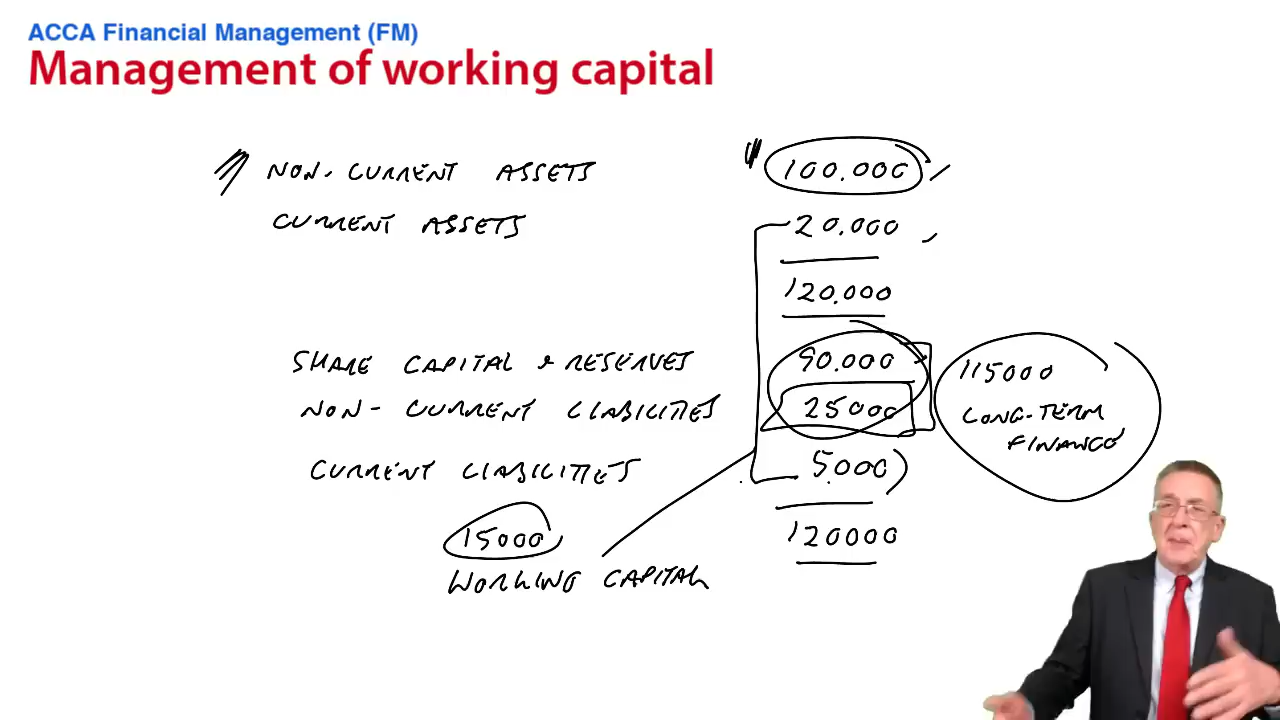 ACCA Financial Management (FM)
Management of working capital
NON-CURRENT ASSETS 100.000
CURRENT ASSETS 20.000
120.000
SHARE CAPITAL & RESERVES 90.000
NON-CURRENT LIABILITIES 25000
115000
LONG-TERM
FINANCE
CURRENT LIABILITIES 5.000
15000
120000
WORKING CAPITAL